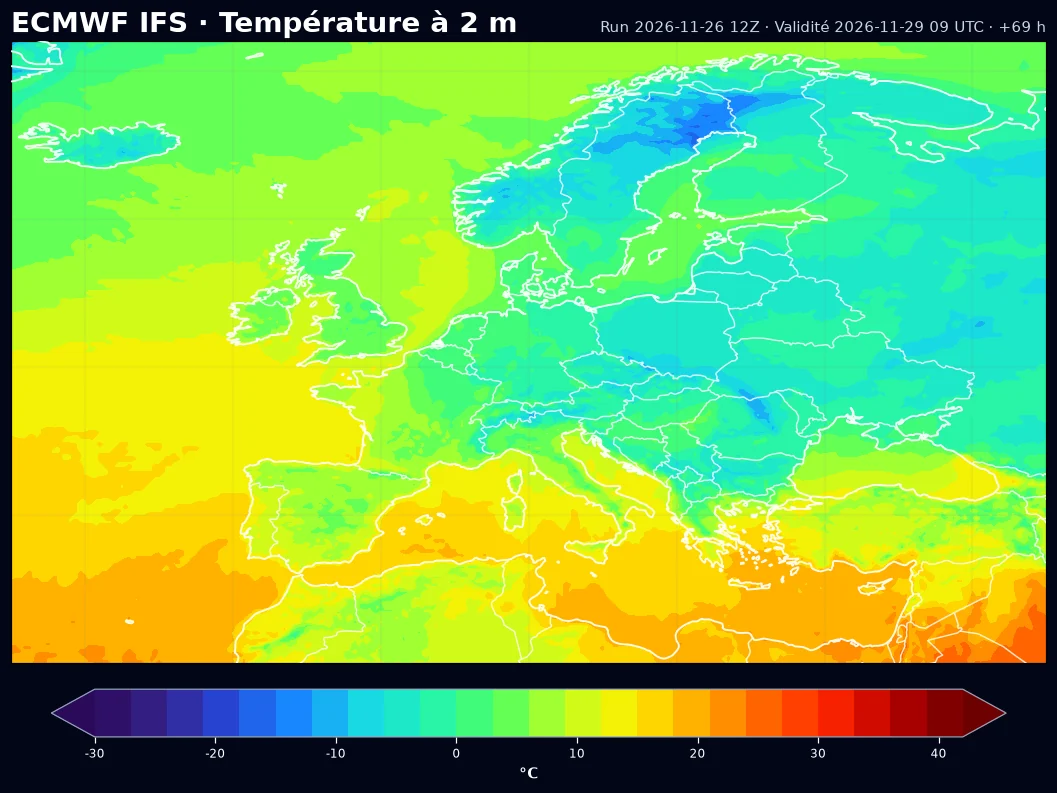 ECMWF IFS · Température à 2 m
Run 2026-11-26 12Z · Validité 2026-11-29 09 UTC · +69 h
-30 -20 -10 0 10 20 30 40
°C